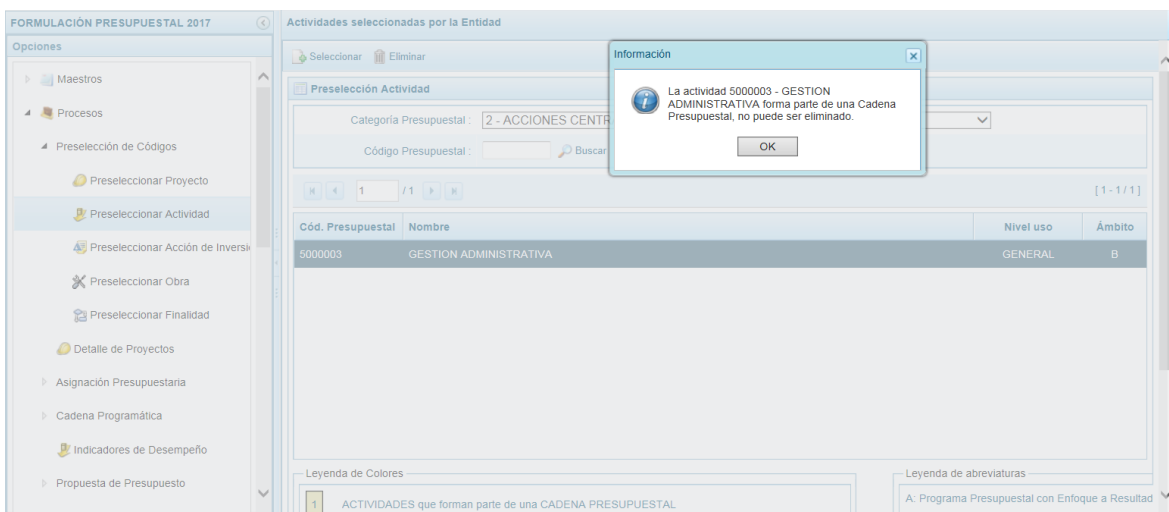 FORMULACIÓN PRESUPUESTAL 2017
Opciones
Maestros
Procesos
Preselección de Códigos
Preseleccionar Proyecto
Preseleccionar Actividad
Preseleccionar Acción de Inversi
Preseleccionar Obra
Preseleccionar Finalidad
Detalle de Proyectos
Asignación Presupuestaria
Cadena Programática
Indicadores de Desempeño
Propuesta de Presupuesto
Actividades seleccionadas por la Entidad
Seleccionar Eliminar
Preselección Actividad
Categoría Presupuestal : 2 - ACCIONES CENTR
Código Presupuestal : Buscar
Información
La actividad 5000003 - GESTION
ADMINISTRATIVA forma parte de una Cadena
Presupuestal, no puede ser eliminado.
OK
1 / 1 [ 1 - 1 / 1 ]
Cód. Presupuestal Nombre Nivel uso Ámbito
5000003 GESTION ADMINISTRATIVA GENERAL B
Leyenda de Colores
1 ACTIVIDADES que forman parte de una CADENA PRESUPUESTAL
Leyenda de abreviaturas
A: Programa Presupuestal con Enfoque a Resultad